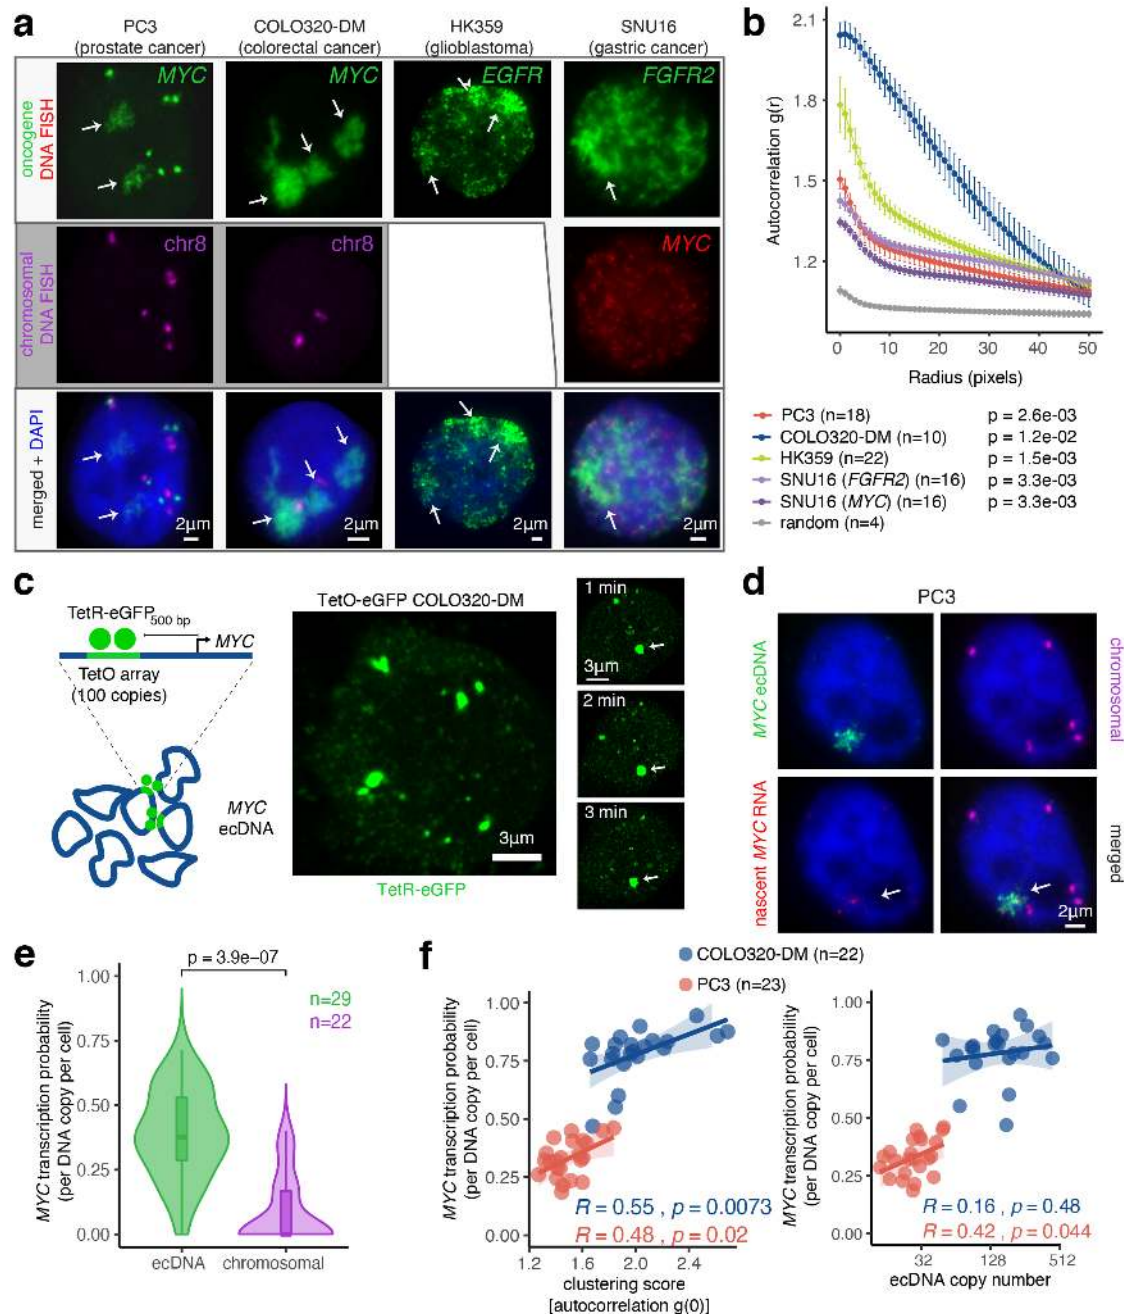 a
PC3
(prostate cancer)
COLO320-DM
(colorectal cancer)
HK359
(glioblastoma)
SNU16
(gastric cancer)
oncogene
DNA FISH
MYC
MYC
EGFR
FGFR2
chromosomal
DNA FISH
chr8
chr8
MYC
merged + DAPI
2μm
2μm
2μm
2μm
b
Autocorrelation g(r)
2.1
1.8
1.5
1.2
0 10 20 30 40 50
Radius (pixels)
PC3 (n=18) p = 2.6e-03
COLO320-DM (n=10) p = 1.2e-02
HK359 (n=22) p = 1.5e-03
SNU16 (FGFR2) (n=16) p = 3.3e-03
SNU16 (MYC) (n=16) p = 3.3e-03
random (n=4)
c
TetR-eGFP
500 bp
MYC
TetO array
(100 copies)
MYC
ecDNA
TetO-eGFP COLO320-DM
3μm
TetR-eGFP
1 min
3μm
2 min
3 min
d
PC3
MYC ecDNA
chromosomal
nascent MYC RNA
merged
2μm
e
MYC transcription probability
(per DNA copy per cell)
1.00
0.75
0.50
0.25
0.00
p = 3.9e−07
n=29
n=22
ecDNA chromosomal
f
COLO320-DM (n=22)
PC3 (n=23)
MYC transcription probability
(per DNA copy per cell)
1.00
0.75
0.50
0.25
0.00
R = 0.55 , p = 0.0073
R = 0.48 , p = 0.02
1.2 1.6 2.0 2.4
clustering score
[autocorrelation g(0)]
MYC transcription probability
(per DNA copy per cell)
1.00
0.75
0.50
0.25
0.00
R = 0.16 , p = 0.48
R = 0.42 , p = 0.044
32 128 512
ecDNA copy number